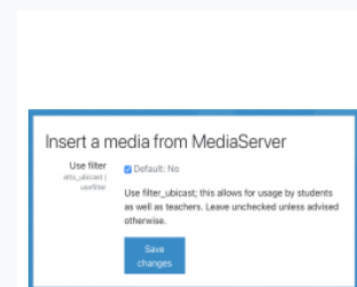 Insert a media from MediaServer
Use filter
Default: No
atto_ubicast |
usefilter
Use filter_ubicast; this allows for usage by students
as well as teachers. Leave unchecked unless advised
otherwise.
Save
changes